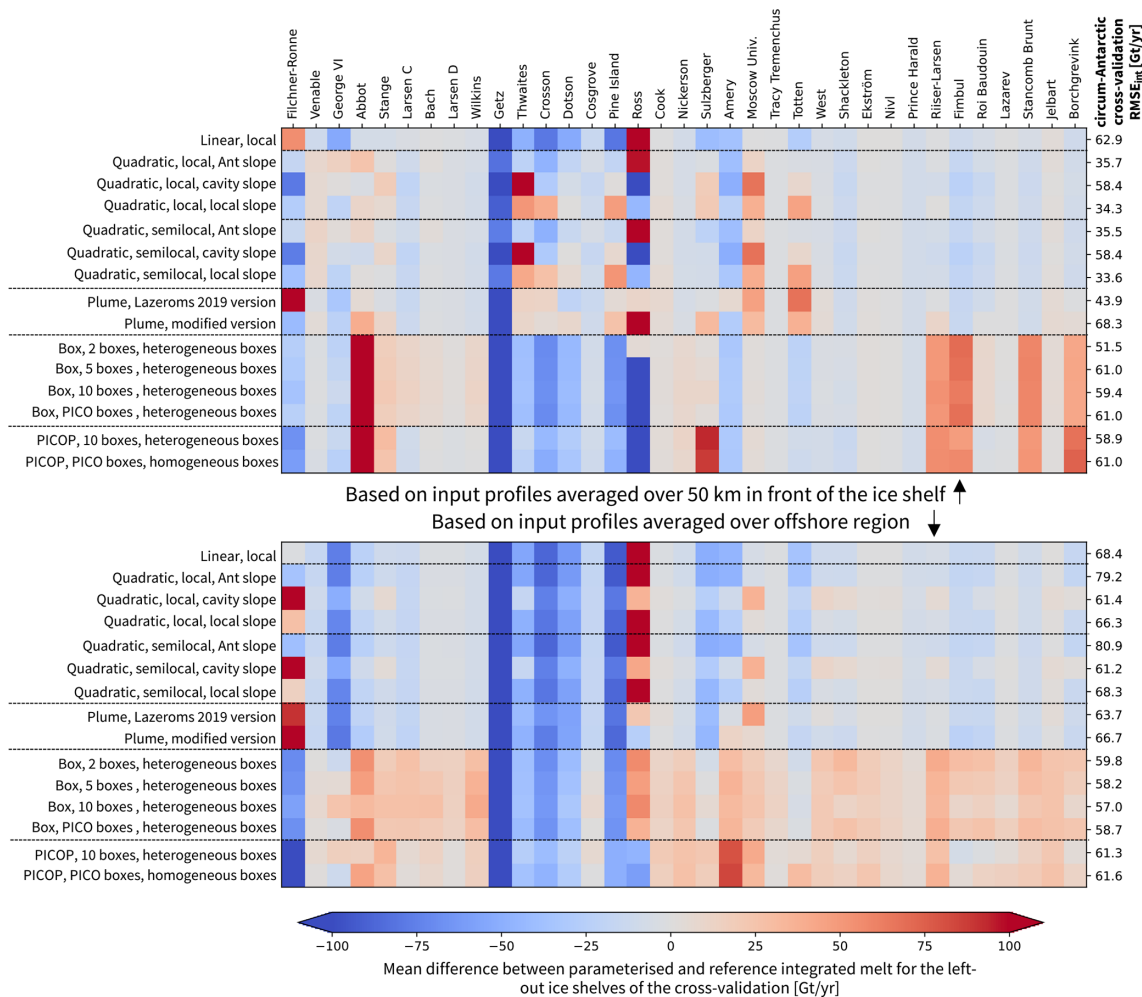 Filchner-Ronne
Venable
George VI
Abbot
Stange
Larsen C
Bach
Larsen D
Wilkins
Getz
Thwaites
Crosson
Dotson
Cosgrove
Pine Island
Ross
Cook
Nickerson
Sulzberger
Amery
Moscow Univ.
Tracy Tremenchus
Totten
West
Shackleton
Ekström
Nivl
Prince Harald
Riiser-Larsen
Fimbul
Roi Baudouin
Lazarev
Stancomb Brunt
Jelbart
Borchgrevink
circum-Antarctic
cross-validation
RMSEint [Gt/yr]
Linear, local 62.9
Quadratic, local, Ant slope 35.7
Quadratic, local, cavity slope 58.4
Quadratic, local, local slope 34.3
Quadratic, semilocal, Ant slope 35.5
Quadratic, semilocal, cavity slope 58.4
Quadratic, semilocal, local slope 33.6
Plume, Lazeroms 2019 version 43.9
Plume, modified version 68.3
Box, 2 boxes, heterogeneous boxes 51.5
Box, 5 boxes , heterogeneous boxes 61.0
Box, 10 boxes , heterogeneous boxes 59.4
Box, PICO boxes , heterogeneous boxes 61.0
PICOP, 10 boxes, heterogeneous boxes 58.9
PICOP, PICO boxes, homogeneous boxes 61.0
Based on input profiles averaged over 50 km in front of the ice shelf
Based on input profiles averaged over offshore region
Linear, local 68.4
Quadratic, local, Ant slope 79.2
Quadratic, local, cavity slope 61.4
Quadratic, local, local slope 66.3
Quadratic, semilocal, Ant slope 80.9
Quadratic, semilocal, cavity slope 61.2
Quadratic, semilocal, local slope 68.3
Plume, Lazeroms 2019 version 63.7
Plume, modified version 66.7
Box, 2 boxes, heterogeneous boxes 59.8
Box, 5 boxes , heterogeneous boxes 58.2
Box, 10 boxes , heterogeneous boxes 57.0
Box, PICO boxes , heterogeneous boxes 58.7
PICOP, 10 boxes, heterogeneous boxes 61.3
PICOP, PICO boxes, homogeneous boxes 61.6
−100 −75 −50 −25 0 25 50 75 100
Mean difference between parameterised and reference integrated melt for the left-
out ice shelves of the cross-validation [Gt/yr]